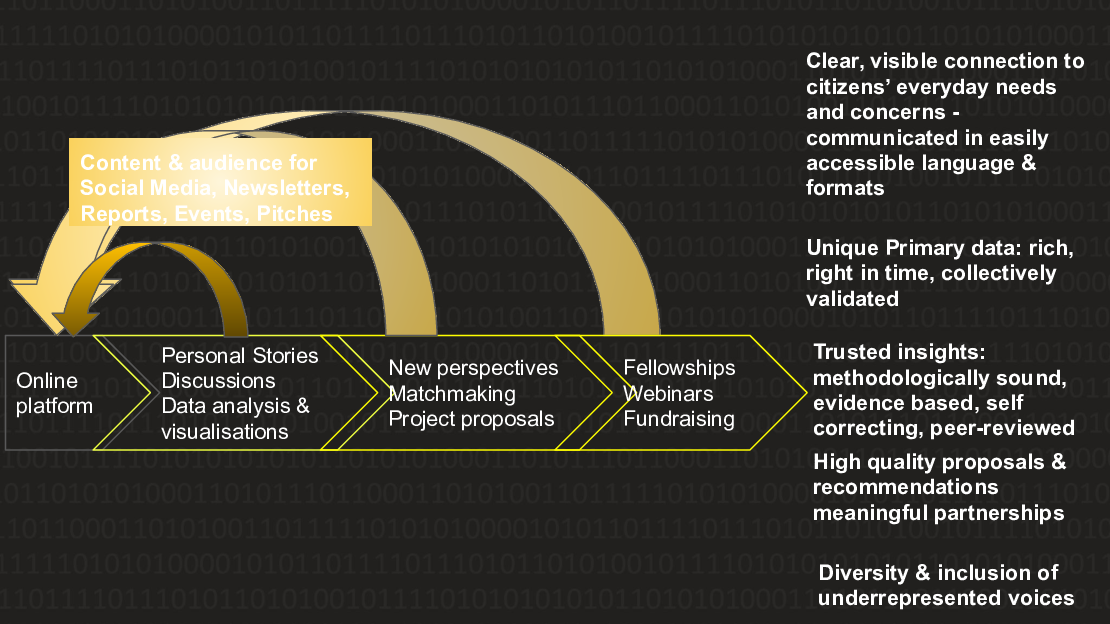 Content & audience for
Social Media, Newsletters,
Reports, Events, Pitches
Online
platform
Personal Stories
Discussions
Data analysis &
visualisations
New perspectives
Matchmaking
Project proposals
Fellowships
Webinars
Fundraising
Clear, visible connection to
citizens’ everyday needs
and concerns -
communicated in easily
accessible language &
formats
Unique Primary data: rich,
right in time, collectively
validated
Trusted insights:
methodologically sound,
evidence based, self
correcting, peer-reviewed
High quality proposals &
recommendations
meaningful partnerships
Diversity & inclusion of
underrepresented voices